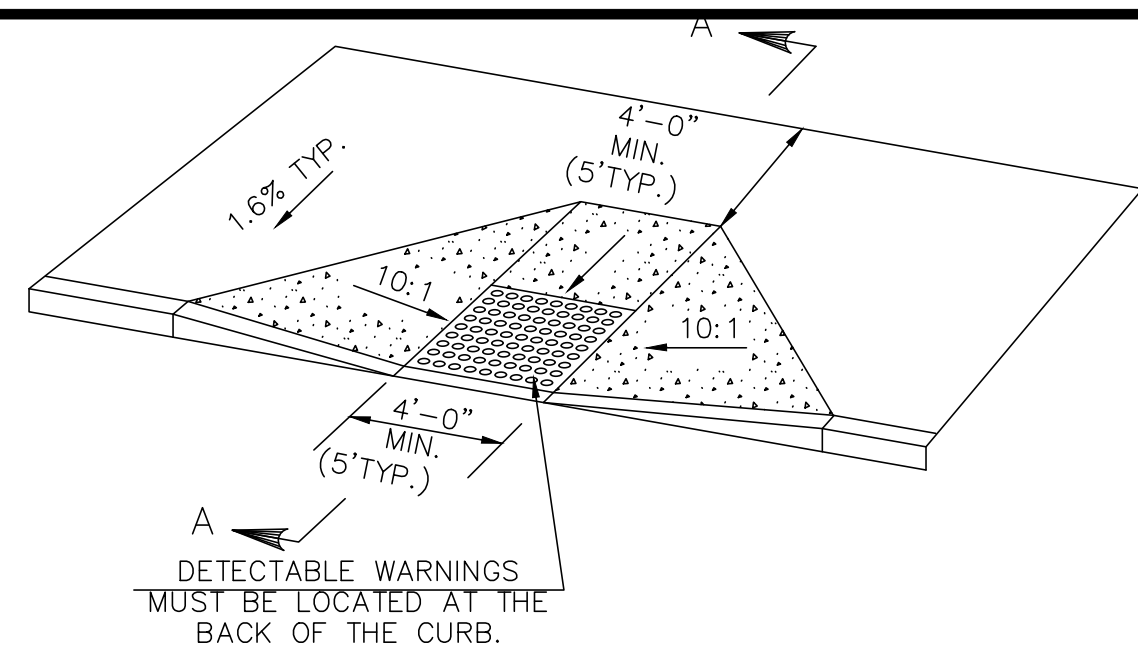 A
4'-0"
MIN.
(5'TYP.)
1.6% TYP.
10:1
10:1
4'-0"
MIN.
(5'TYP.)
A
DETECTABLE WARNINGS
MUST BE LOCATED AT THE
BACK OF THE CURB.